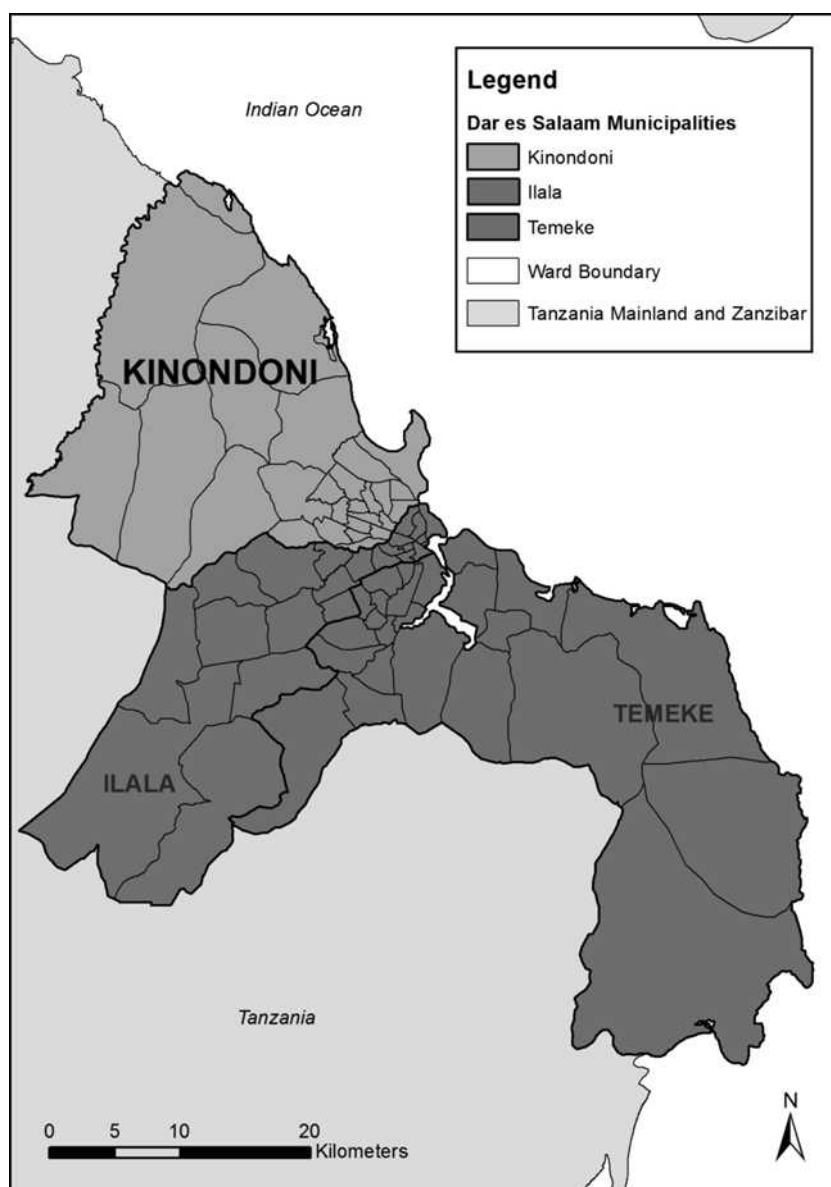 Indian Ocean
Legend
Dar es Salaam Municipalities
Kinondoni
Ilala
Temeke
Ward Boundary
Tanzania Mainland and Zanzibar
KINONDONI
TEMEKE
ILALA
Tanzania
N
0 5 10 20
Kilometers